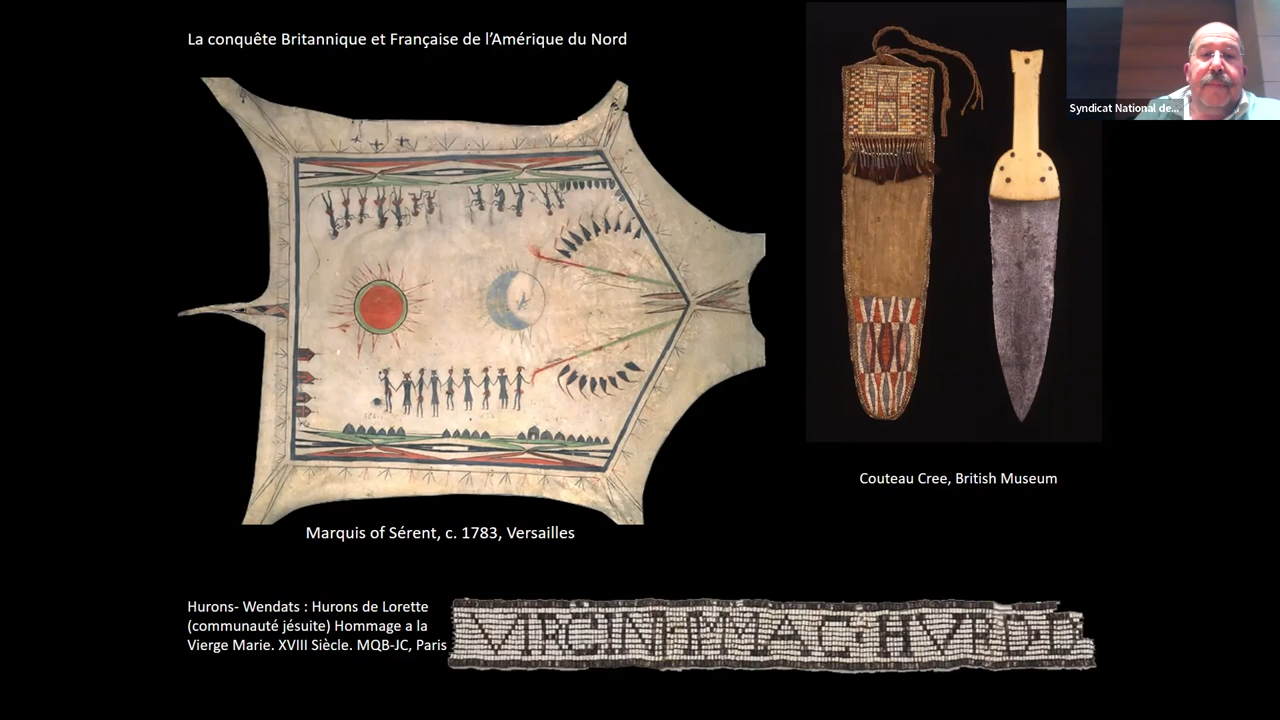 La conquête Britannique et Française de l'Amérique du Nord
Syndicat National de...
Couteau Cree, British Museum
Marquis of Sérent, c. 1783, Versailles
Hurons- Wendats : Hurons de Lorette
(communauté jésuite) Hommage a la
Vierge Marie. XVIII Siècle. MQB-JC, Paris